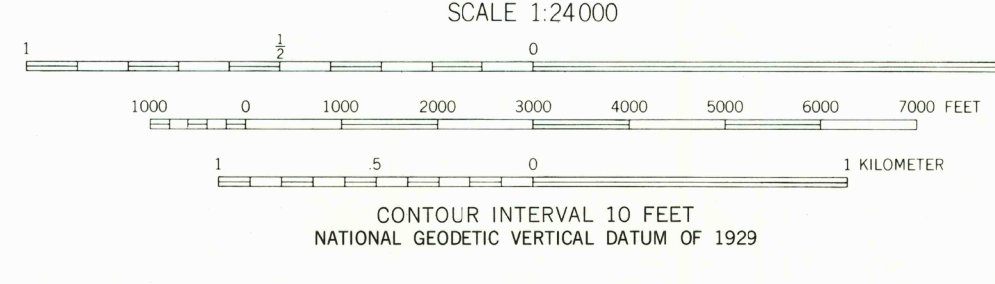 SCALE 1:24000
1 1/2 0
1000 0 1000 2000 3000 4000 5000 6000 7000 FEET
1 .5 0 1 KILOMETER
CONTOUR INTERVAL 10 FEET
NATIONAL GEODETIC VERTICAL DATUM OF 1929